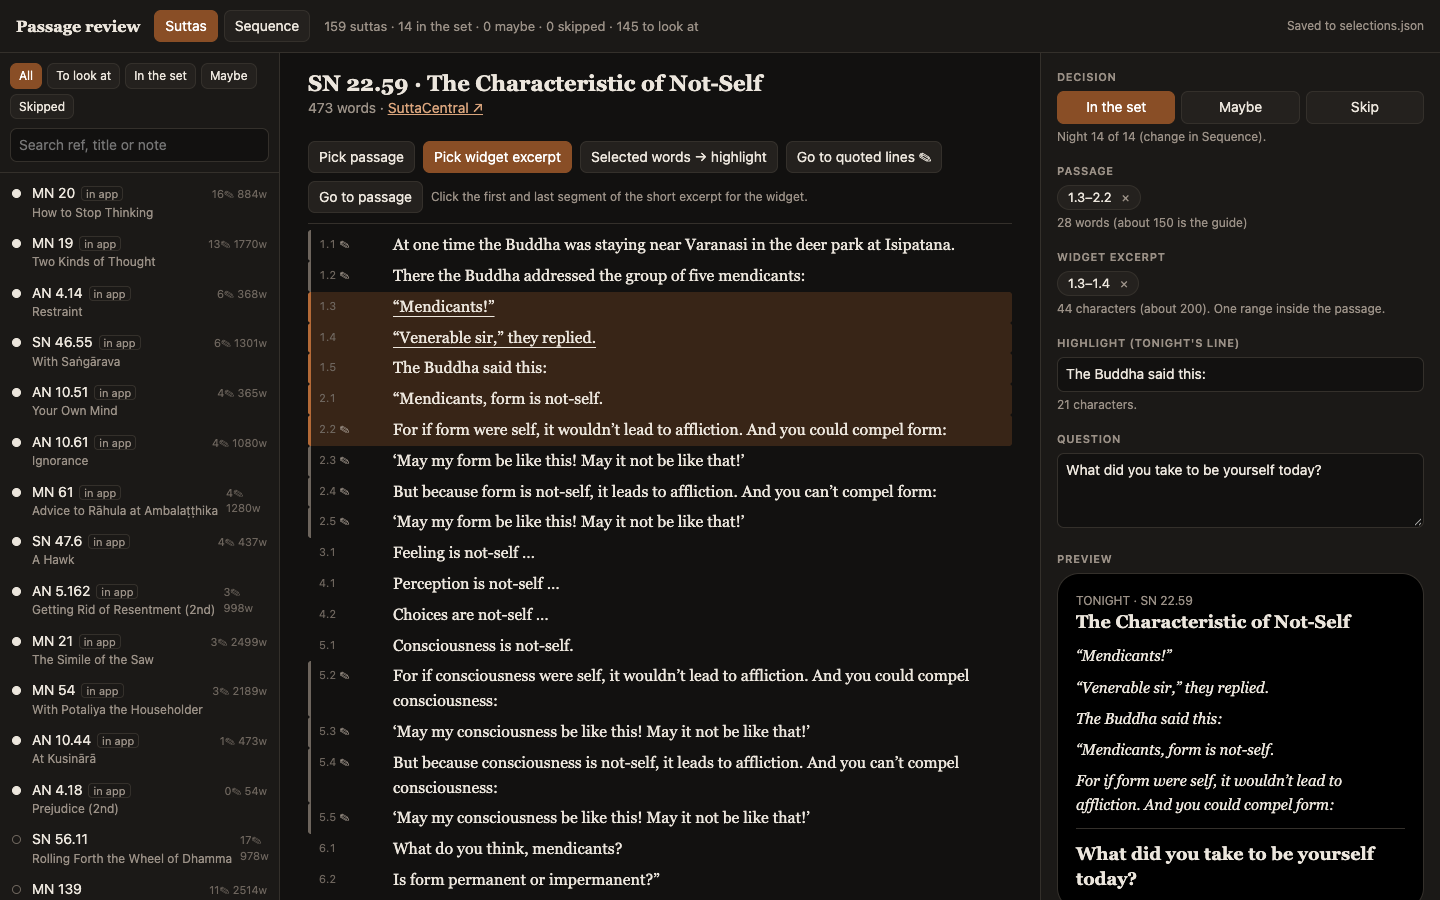 Passage review
Suttas
Sequence
159 suttas · 14 in the set · 0 maybe · 0 skipped · 145 to look at
Saved to selections.json
All
To look at
In the set
Maybe
Skipped
Search ref, title or note
MN 20 in app 16✎ 884w
How to Stop Thinking
MN 19 in app 13✎ 1770w
Two Kinds of Thought
AN 4.14 in app 6✎ 368w
Restraint
SN 46.55 in app 6✎ 1301w
With Saṅgārava
AN 10.51 in app 4✎ 365w
Your Own Mind
AN 10.61 in app 4✎ 1080w
Ignorance
MN 61 in app 4✎ 1280w
Advice to Rāhula at Ambalaṭṭhika
SN 47.6 in app 4✎ 437w
A Hawk
AN 5.162 in app 3✎ 998w
Getting Rid of Resentment (2nd)
MN 21 in app 3✎ 2499w
The Simile of the Saw
MN 54 in app 3✎ 2189w
With Potaliya the Householder
AN 10.44 in app 1✎ 473w
At Kusinārā
AN 4.18 in app 0✎ 54w
Prejudice (2nd)
SN 56.11 17✎ 978w
Rolling Forth the Wheel of Dhamma
MN 139 11✎ 2514w
SN 22.59 · The Characteristic of Not-Self
473 words · SuttaCentral ↗
Pick passage
Pick widget excerpt
Selected words → highlight
Go to quoted lines ✎
Go to passage
Click the first and last segment of the short excerpt for the widget.
1.1 ✎ At one time the Buddha was staying near Varanasi in the deer park at Isipatana.
1.2 ✎ There the Buddha addressed the group of five mendicants:
1.3 “Mendicants!”
1.4 “Venerable sir,” they replied.
1.5 The Buddha said this:
2.1 “Mendicants, form is not-self.
2.2 ✎ For if form were self, it wouldn’t lead to affliction. And you could compel form:
2.3 ✎ ‘May my form be like this! May it not be like that!’
2.4 ✎ But because form is not-self, it leads to affliction. And you can’t compel form:
2.5 ✎ ‘May my form be like this! May it not be like that!’
3.1 Feeling is not-self …
4.1 Perception is not-self …
4.2 Choices are not-self …
5.1 Consciousness is not-self.
5.2 ✎ For if consciousness were self, it wouldn’t lead to affliction. And you could compel
consciousness:
5.3 ✎ ‘May my consciousness be like this! May it not be like that!’
5.4 ✎ But because consciousness is not-self, it leads to affliction. And you can’t compel
consciousness:
5.5 ✎ ‘May my consciousness be like this! May it not be like that!’
6.1 What do you think, mendicants?
6.2 Is form permanent or impermanent?”
DECISION
In the set
Maybe
Skip
Night 14 of 14 (change in Sequence).
PASSAGE
1.3–2.2 ×
28 words (about 150 is the guide)
WIDGET EXCERPT
1.3–1.4 ×
44 characters (about 200). One range inside the passage.
HIGHLIGHT (TONIGHT'S LINE)
The Buddha said this:
21 characters.
QUESTION
What did you take to be yourself today?
PREVIEW
TONIGHT · SN 22.59
The Characteristic of Not-Self
“Mendicants!”
“Venerable sir,” they replied.
The Buddha said this:
“Mendicants, form is not-self.
For if form were self, it wouldn’t lead to
affliction. And you could compel form:
What did you take to be yourself
today?